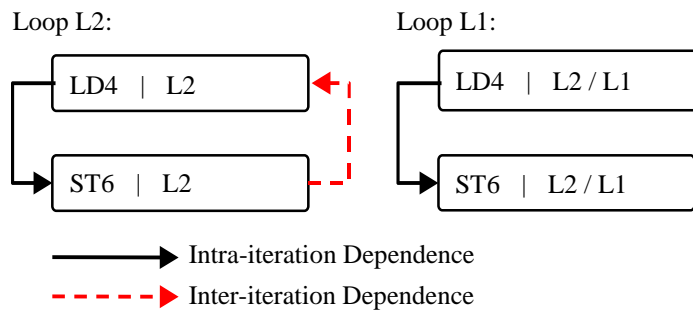 Loop L2: Loop L1:
LD4 | L2 LD4 | L2 / L1
ST6 | L2 ST6 | L2 / L1
Intra-iteration Dependence
Inter-iteration Dependence